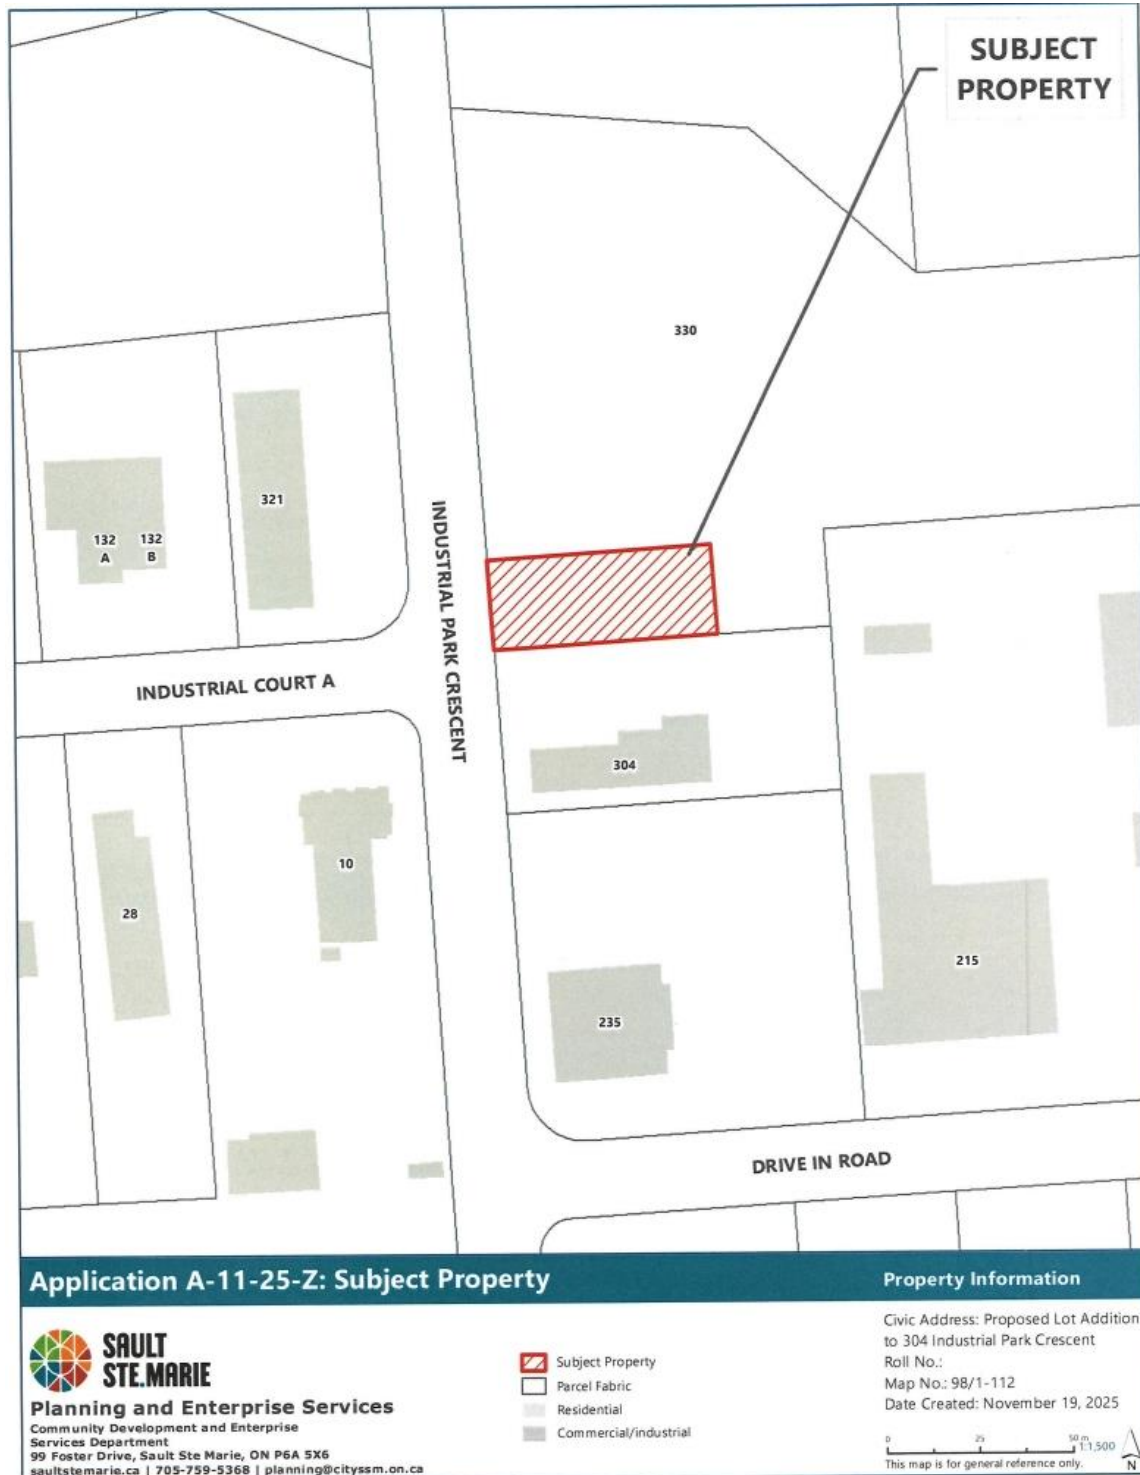 SUBJECT
PROPERTY
330
321
132
A
132
B
INDUSTRIAL PARK CRESCENT
INDUSTRIAL COURT A
304
10
28
215
235
DRIVE IN ROAD
Application A-11-25-Z: Subject Property
Property Information
SAULT
STE.MARIE
Planning and Enterprise Services
Community Development and Enterprise
Services Department
99 Foster Drive, Sault Ste Marie, ON P6A 5X6
saultstemarie.ca | 705-759-5368 | planning@cityssm.on.ca
Subject Property
Parcel Fabric
Residential
Commercial/industrial
Civic Address: Proposed Lot Addition
to 304 Industrial Park Crescent
Roll No.:
Map No.: 98/1-112
Date Created: November 19, 2025
0 25 50 m
1:1,500
This map is for general reference only.
N